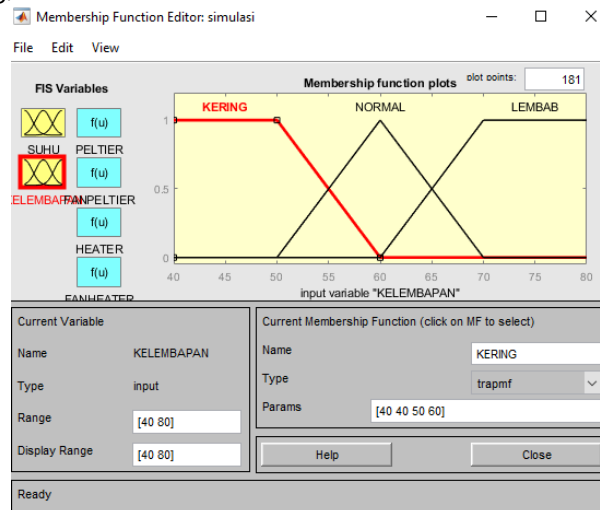 Membership Function Editor: simulasi
File Edit View
FIS Variables
Membership function plots
plot points:
181
f(u)
SUHU PELTIER
f(u)
KELEMBAPAN FANPELTIER
f(u)
HEATER
f(u)
FANHEATER
KERING NORMAL LEMBAB
1
0.5
0
40 45 50 55 60 65 70 75 80
input variable "KELEMBAPAN"
Current Variable
Name KELEMBAPAN
Type input
Range [40 80]
Display Range [40 80]
Current Membership Function (click on MF to select)
Name KERING
Type trapmf
Params [40 40 50 60]
Help Close
Ready